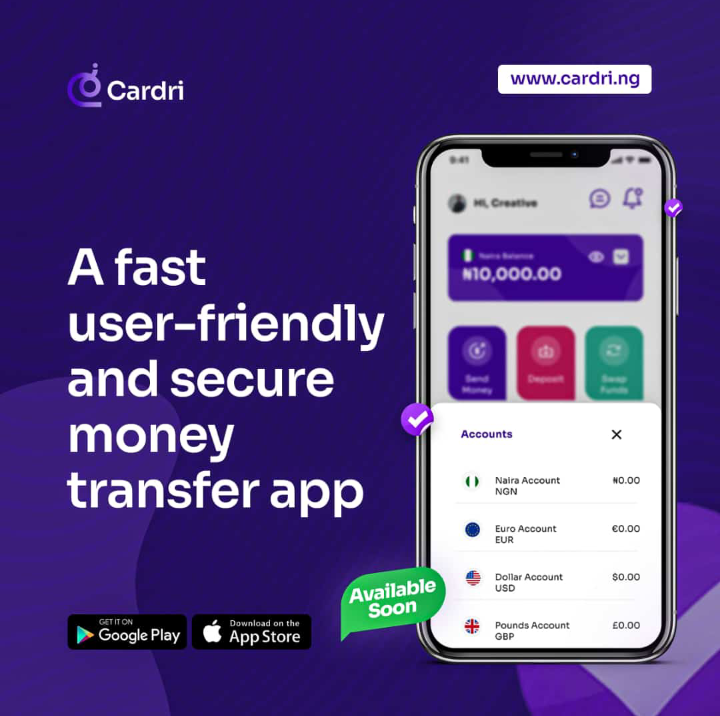 Cardri
www.cardri.ng
A fast
user-friendly
and secure
money
transfer app
GET IT ON
Google Play
Download on the
App Store
Available
Soon
9:41
Hi, Creative
Naira Balance
₦10,000.00
Send
Money
Deposit
Swap
Funds
Accounts
Naira Account ₦0.00
NGN
Euro Account €0.00
EUR
Dollar Account $0.00
USD
Pounds Account £0.00
GBP